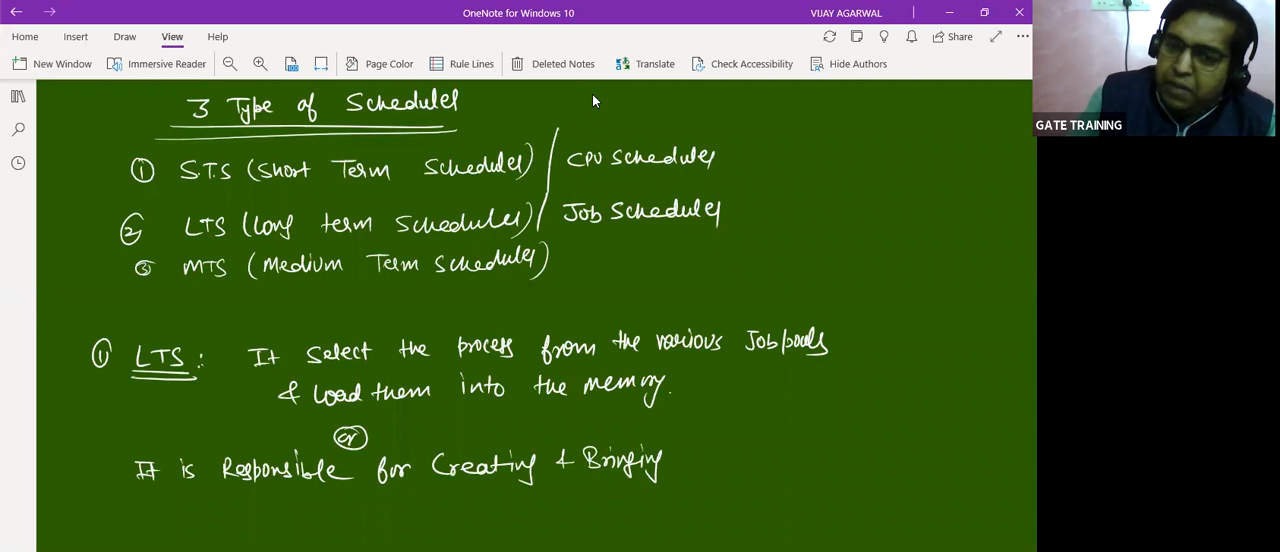 OneNote for Windows 10
VIJAY AGARWAL
Home Insert Draw View Help
Share
New Window Immersive Reader Page Color Rule Lines Deleted Notes Translate Check Accessibility Hide Authors
GATE TRAINING
3 Type of Scheduler
① S.T.S (Short Term Scheduler) / CPU Scheduler
② LTS (Long term Scheduler) / Job Scheduler
③ MTS (Medium Term Scheduler)
① LTS : It Select the process from the various Job/pools
& load them into the memory.
or
It is Responsible for Creating & Bringing